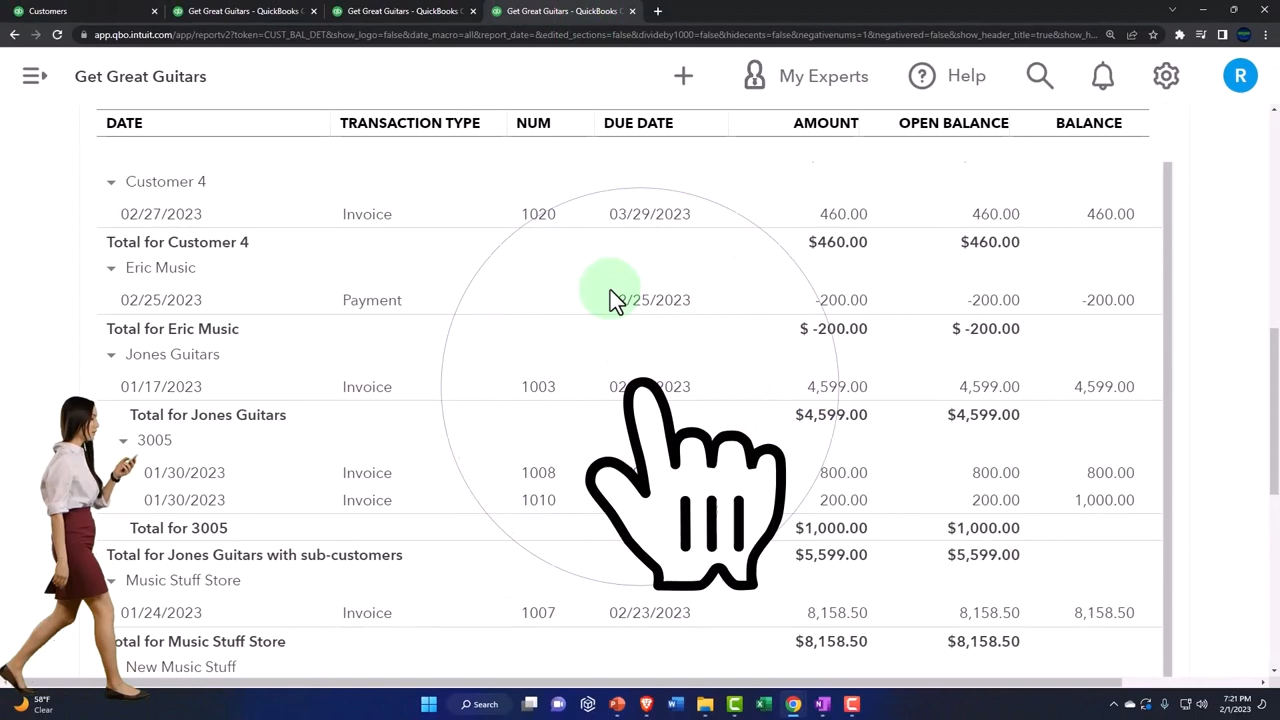 Customers
Get Great Guitars - QuickBooks
Get Great Guitars - QuickBooks
Get Great Guitars - QuickBooks
app.qbo.intuit.com/app/reportv2?token=CUST_BAL_DET&show_logo=false&date_macro=all&report_date=&edited_sections=false&divideby1000=false&hidecents=false&negativenums=1&negativered=false&show_header_title=true&show_h...
Get Great Guitars
My Experts
Help
R
DATE TRANSACTION TYPE NUM DUE DATE AMOUNT OPEN BALANCE BALANCE
Customer 4
02/27/2023 Invoice 1020 03/29/2023 460.00 460.00 460.00
Total for Customer 4 $460.00 $460.00
Eric Music
02/25/2023 Payment /25/2023 -200.00 -200.00 -200.00
Total for Eric Music $ -200.00 $ -200.00
Jones Guitars
01/17/2023 Invoice 1003 4,599.00 4,599.00 4,599.00
Total for Jones Guitars $4,599.00 $4,599.00
3005
01/30/2023 Invoice 1008 800.00 800.00 800.00
01/30/2023 Invoice 1010 200.00 200.00 1,000.00
Total for 3005 $1,000.00 $1,000.00
Total for Jones Guitars with sub-customers $5,599.00 $5,599.00
Music Stuff Store
01/24/2023 Invoice 1007 02/23/2023 8,158.50 8,158.50 8,158.50
Total for Music Stuff Store $8,158.50 $8,158.50
New Music Stuff
58°F
Clear
Search
7:21 PM
2/1/2023